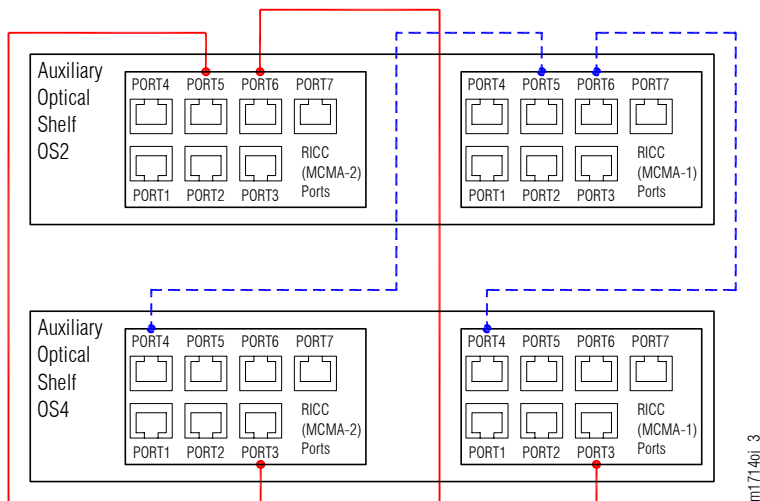 Auxiliary
Optical
Shelf
OS2
PORT4 PORT5 PORT6 PORT7
PORT1 PORT2 PORT3
RICC
(MCMA-2)
Ports
PORT4 PORT5 PORT6 PORT7
PORT1 PORT2 PORT3
RICC
(MCMA-1)
Ports
Auxiliary
Optical
Shelf
OS4
PORT4 PORT5 PORT6 PORT7
PORT1 PORT2 PORT3
RICC
(MCMA-2)
Ports
PORT4 PORT5 PORT6 PORT7
PORT1 PORT2 PORT3
RICC
(MCMA-1)
Ports
m1714oi_3